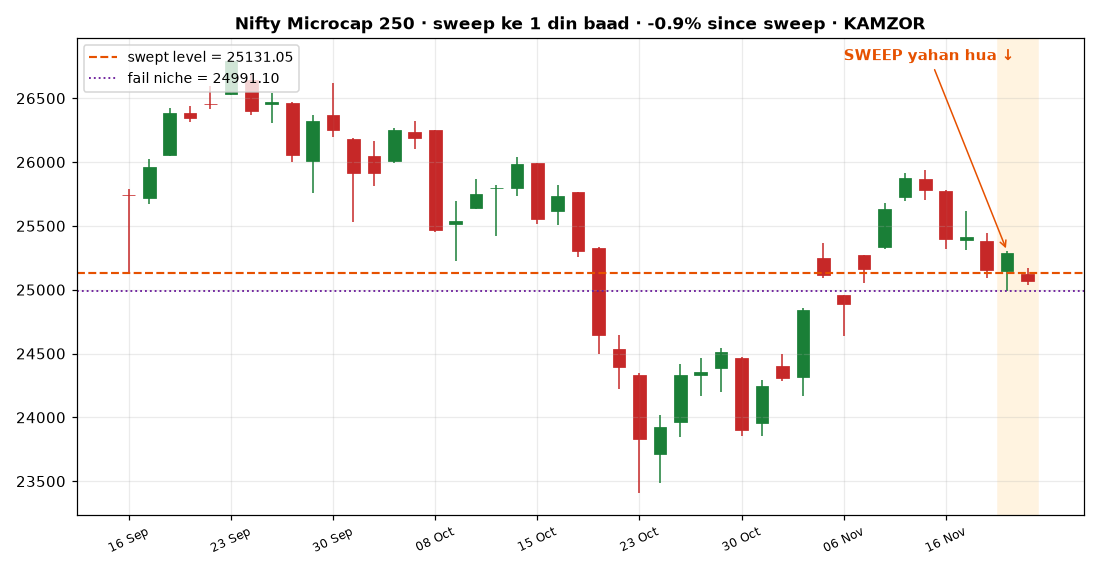 Nifty Microcap 250 · sweep ke 1 din baad · -0.9% since sweep · KAMZOR
swept level = 25131.05
fail niche = 24991.10
SWEEP yahan hua ↓
26500
26000
25500
25000
24500
24000
23500
16 Sep
23 Sep
30 Sep
08 Oct
15 Oct
23 Oct
30 Oct
06 Nov
16 Nov